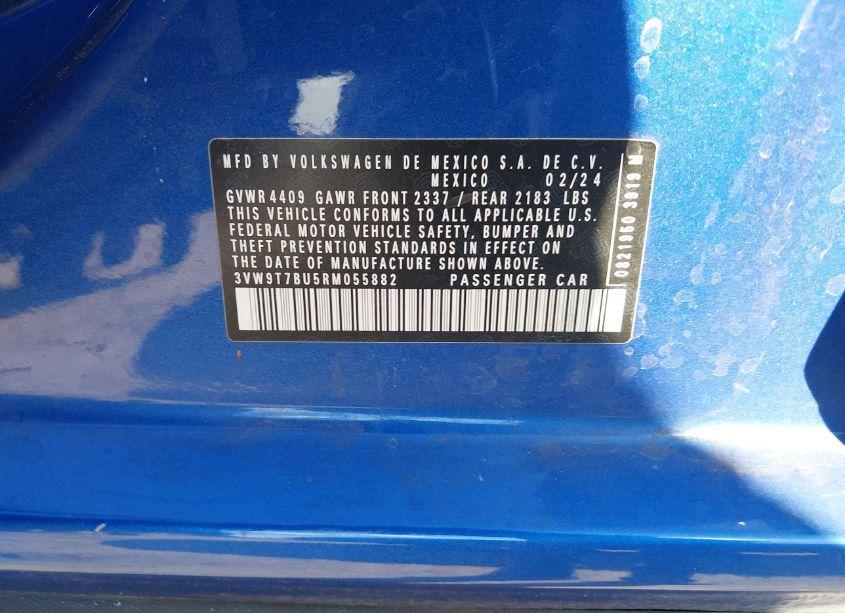 MFD BY VOLKSWAGEN DE MEXICO S.A. DE C.V.
MEXICO 02/24
GVWR 4409 GAWR FRONT 2337 / REAR 2183 LBS
THIS VEHICLE CONFORMS TO ALL APPLICABLE U.S.
FEDERAL MOTOR VEHICLE SAFETY, BUMPER AND
THEFT PREVENTION STANDARDS IN EFFECT ON
THE DATE OF MANUFACTURE SHOWN ABOVE.
3VW9T7BU5RM055882 PASSENGER CAR
0821960 3919 M